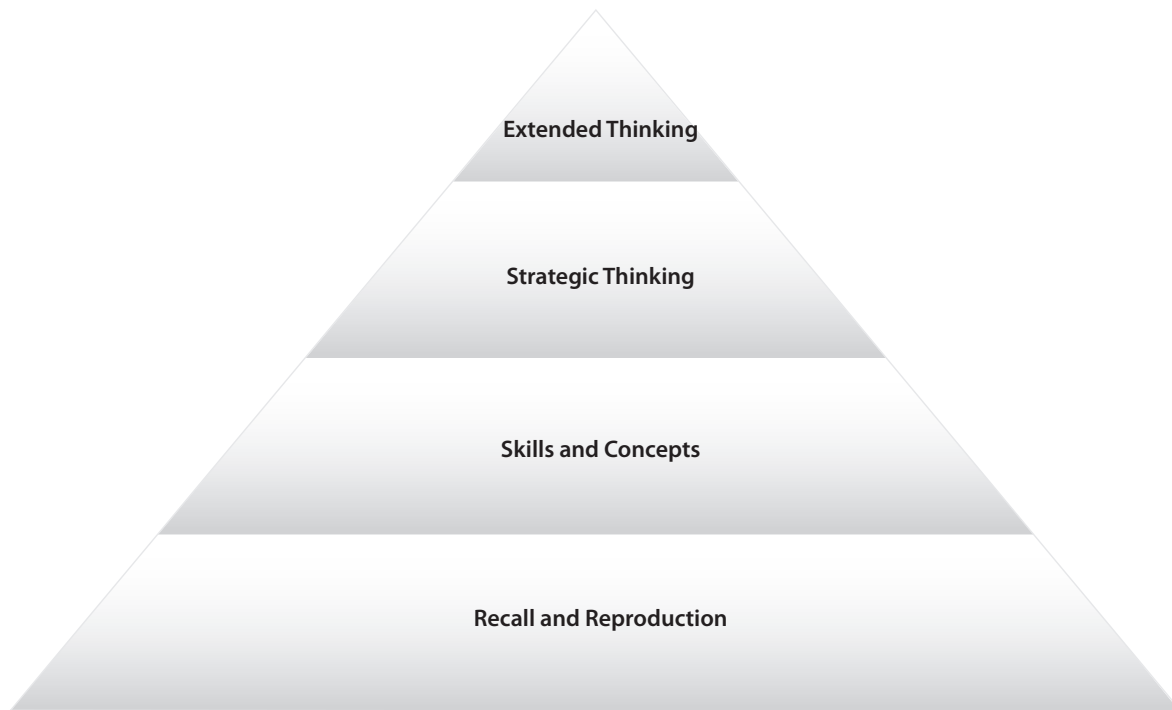 Extended Thinking
Strategic Thinking
Skills and Concepts
Recall and Reproduction